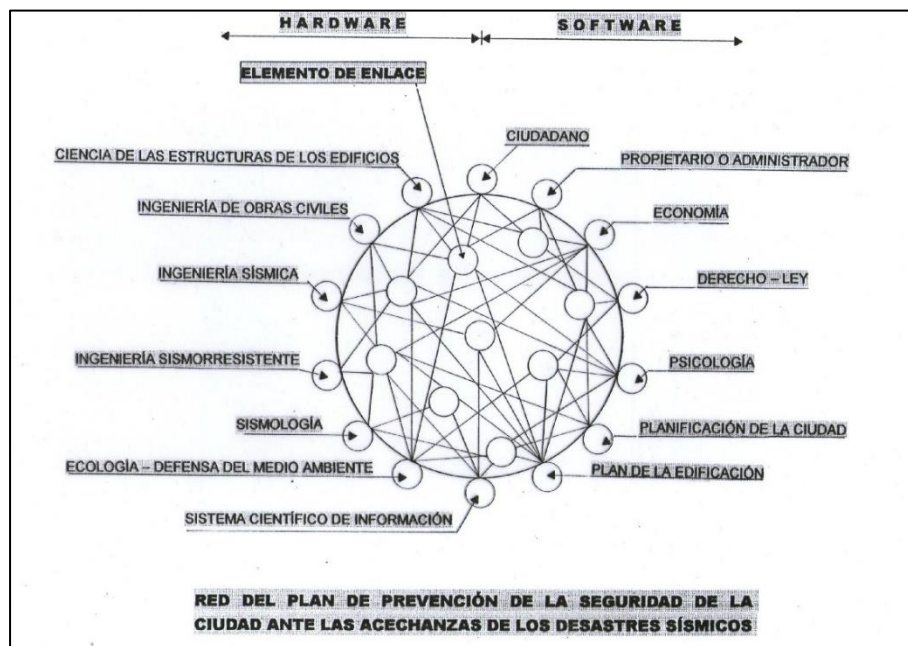 HARDWARE SOFTWARE
ELEMENTO DE ENLACE
CIUDADANO
CIENCIA DE LAS ESTRUCTURAS DE LOS EDIFICIOS
PROPIETARIO O ADMINISTRADOR
INGENIERÍA DE OBRAS CIVILES
ECONOMÍA
INGENIERÍA SÍSMICA
DERECHO – LEY
INGENIERÍA SISMORRESISTENTE
PSICOLOGÍA
SISMOLOGÍA
PLANIFICACIÓN DE LA CIUDAD
ECOLOGÍA – DEFENSA DEL MEDIO AMBIENTE
PLAN DE LA EDIFICACIÓN
SISTEMA CIENTÍFICO DE INFORMACIÓN
RED DEL PLAN DE PREVENCIÓN DE LA SEGURIDAD DE LA
CIUDAD ANTE LAS ACECHANZAS DE LOS DESASTRES SÍSMICOS